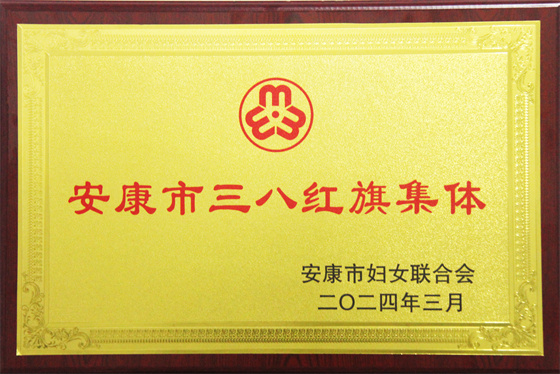 安康市三八红旗集体
安康市妇女联合会
二〇二四年三月